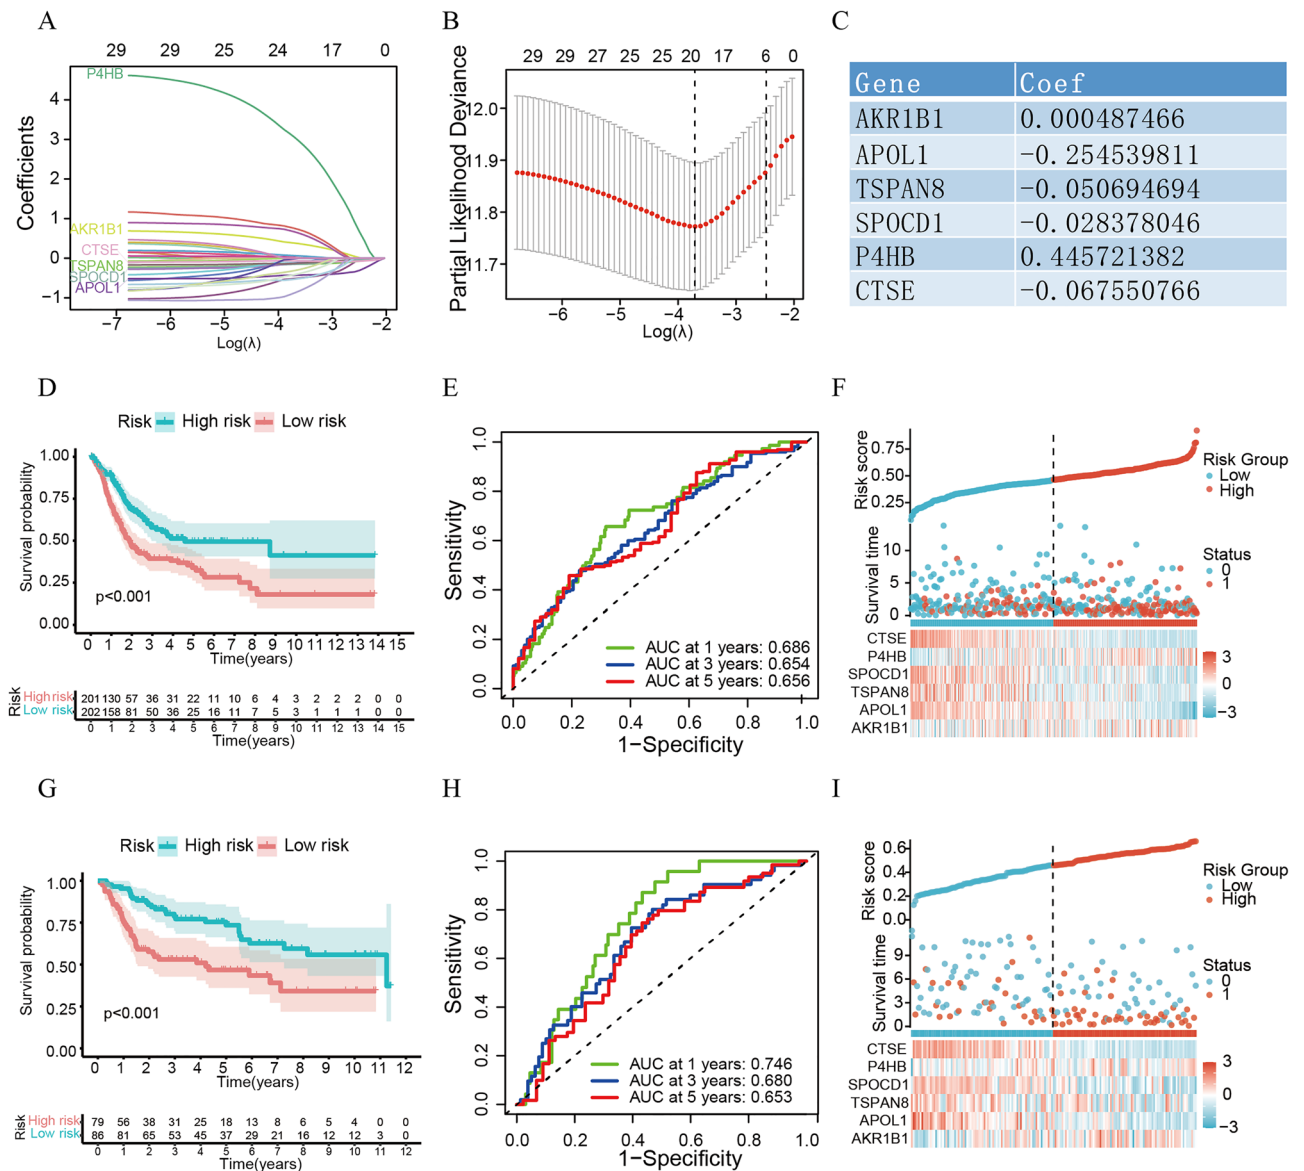 A
29 29 25 24 17 0
P4HB
AKR1B1
CTSE
TSPAN8
SPOCD1
APOL1
Coefficients
4
3
2
1
0
−1
−7 −6 −5 −4 −3 −2
Log(λ)
B
29 29 27 25 25 20 17 6 0
Partial Likelihood Deviance
12.0
11.9
11.8
11.7
−6 −5 −4 −3 −2
Log(λ)
C
Gene Coef
AKR1B1 0.000487466
APOL1 -0.254539811
TSPAN8 -0.050694694
SPOCD1 -0.028378046
P4HB 0.445721382
CTSE -0.067550766
D
Risk High risk Low risk
Survival probability
1.00
0.75
0.50
0.25
0.00
p<0.001
0 1 2 3 4 5 6 7 8 9 10 11 12 13 14 15
Time(years)
Risk
High risk 201 130 57 36 31 22 11 10 6 4 3 2 2 2 0 0
Low risk 202 158 81 50 36 25 16 11 7 5 3 1 1 1 0 0
0 1 2 3 4 5 6 7 8 9 10 11 12 13 14 15
Time(years)
E
Sensitivity
1.0
0.8
0.6
0.4
0.2
0.0
AUC at 1 years: 0.686
AUC at 3 years: 0.654
AUC at 5 years: 0.656
0.0 0.2 0.4 0.6 0.8 1.0
1−Specificity
F
Risk score
0.75
0.50
0.25
Risk Group
Low
High
Survival time
10
5
0
Status
0
1
CTSE
P4HB
SPOCD1
TSPAN8
APOL1
AKR1B1
3
2
1
0
−3
G
Risk High risk Low risk
Survival probability
1.00
0.75
0.50
0.25
0.00
p<0.001
0 1 2 3 4 5 6 7 8 9 10 11 12
Time(years)
Risk
High risk 79 56 38 31 25 18 13 8 6 5 4 0 0
Low risk 86 81 65 53 45 37 29 21 16 12 12 3 0
0 1 2 3 4 5 6 7 8 9 10 11 12
Time(years)
H
Sensitivity
1.0
0.8
0.6
0.4
0.2
0.0
AUC at 1 years: 0.746
AUC at 3 years: 0.680
AUC at 5 years: 0.653
0.0 0.2 0.4 0.6 0.8 1.0
1−Specificity
I
Risk score
0.6
0.4
0.2
0.0
Risk Group
Low
High
Survival time
9
6
3
0
Status
0
1
CTSE
P4HB
SPOCD1
TSPAN8
APOL1
AKR1B1
3
2
1
0
−3